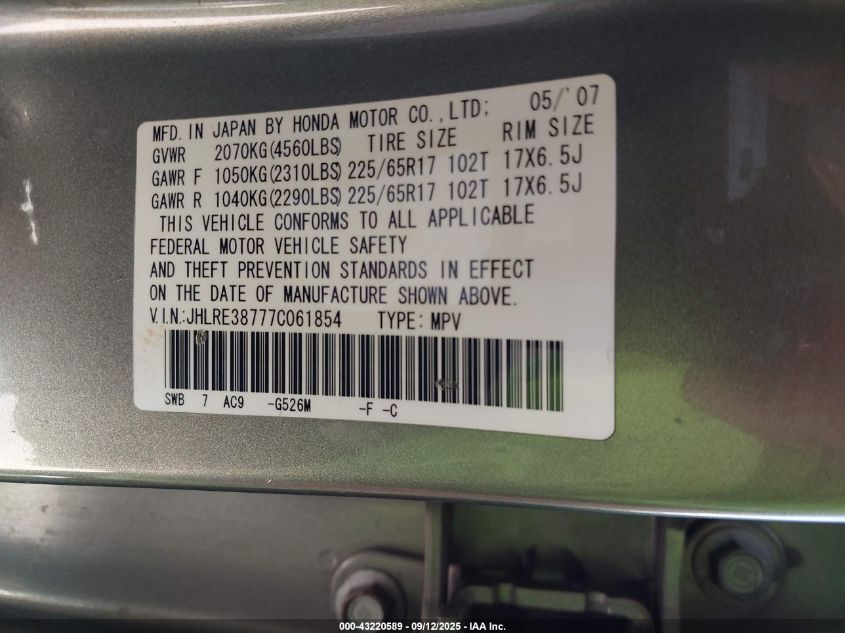 MFD. IN JAPAN BY HONDA MOTOR CO., LTD; 05/'07
GVWR 2070KG(4560LBS) TIRE SIZE RIM SIZE
GAWR F 1050KG(2310LBS) 225/65R17 102T 17X6.5J
GAWR R 1040KG(2290LBS) 225/65R17 102T 17X6.5J
THIS VEHICLE CONFORMS TO ALL APPLICABLE
FEDERAL MOTOR VEHICLE SAFETY
AND THEFT PREVENTION STANDARDS IN EFFECT
ON THE DATE OF MANUFACTURE SHOWN ABOVE.
V.I.N.:JHLRE38777C061854 TYPE: MPV
SWB 7 AC9 -G526M -F -C
000-43220589 - 09/12/2025 - IAA Inc.